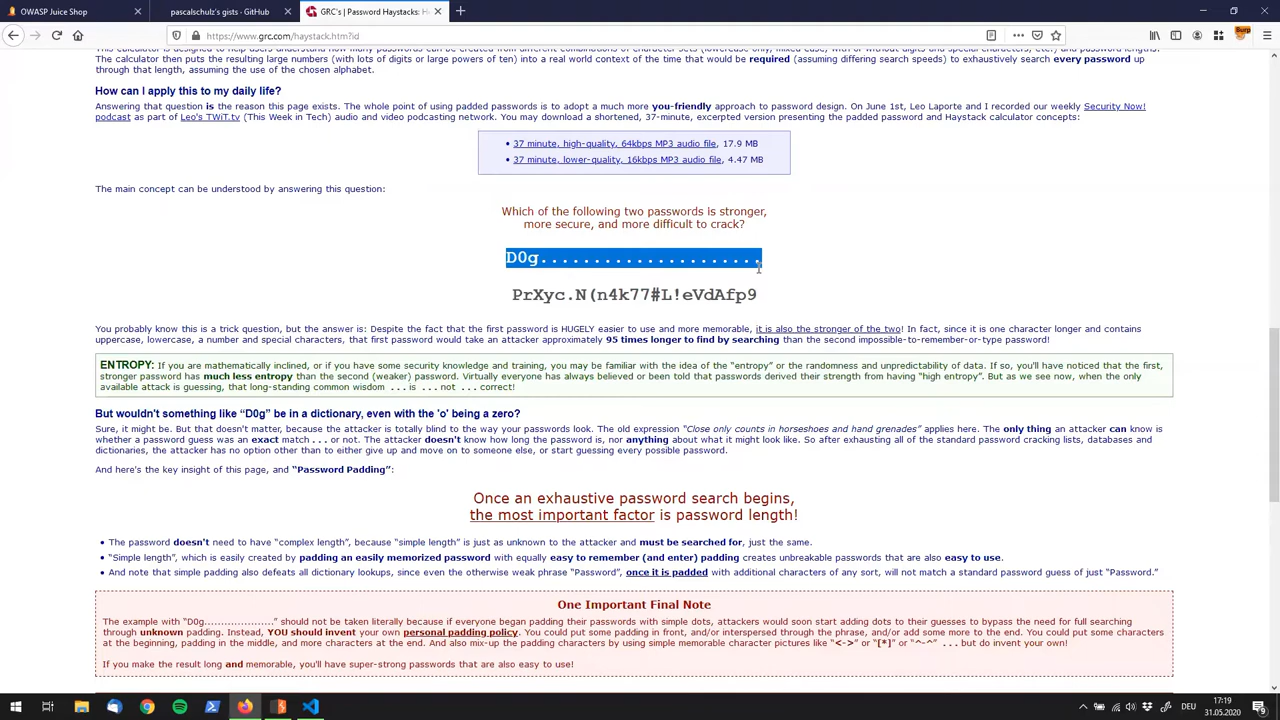 OWASP Juice Shop
pascalschulz's gists - GitHub
GRC's | Password Haystacks: H
https://www.grc.com/haystack.htm?id
The calculator then puts the resulting large numbers (with lots of digits or large powers of ten) into a real world context of the time that would be required (assuming differing search speeds) to exhaustively search every password up
through that length, assuming the use of the chosen alphabet.
How can I apply this to my daily life?
Answering that question is the reason this page exists. The whole point of using padded passwords is to adopt a much more you-friendly approach to password design. On June 1st, Leo Laporte and I recorded our weekly Security Now!
podcast as part of Leo's TWiT.tv (This Week in Tech) audio and video podcasting network. You may download a shortened, 37-minute, excerpted version presenting the padded password and Haystack calculator concepts:
• 37 minute, high-quality, 64kbps MP3 audio file, 17.9 MB
• 37 minute, lower-quality, 16kbps MP3 audio file, 4.47 MB
The main concept can be understood by answering this question:
Which of the following two passwords is stronger,
more secure, and more difficult to crack?
D0g.....................
PrXyc.N(n4k77#L!eVdAfp9
You probably know this is a trick question, but the answer is: Despite the fact that the first password is HUGELY easier to use and more memorable, it is also the stronger of the two! In fact, since it is one character longer and contains
uppercase, lowercase, a number and special characters, that first password would take an attacker approximately 95 times longer to find by searching than the second impossible-to-remember-or-type password!
ENTROPY: If you are mathematically inclined, or if you have some security knowledge and training, you may be familiar with the idea of the "entropy" or the randomness and unpredictability of data. If so, you'll have noticed that the first,
stronger password has much less entropy than the second (weaker) password. Virtually everyone has always believed or been told that passwords derived their strength from having "high entropy". But as we see now, when the only
available attack is guessing, that long-standing common wisdom . . . is . . . not . . . correct!
But wouldn't something like "D0g" be in a dictionary, even with the 'o' being a zero?
Sure, it might be. But that doesn't matter, because the attacker is totally blind to the way your passwords look. The old expression "Close only counts in horseshoes and hand grenades" applies here. The only thing an attacker can know is
whether a password guess was an exact match . . . or not. The attacker doesn't know how long the password is, nor anything about what it might look like. So after exhausting all of the standard password cracking lists, databases and
dictionaries, the attacker has no option other than to either give up and move on to someone else, or start guessing every possible password.
And here's the key insight of this page, and "Password Padding":
Once an exhaustive password search begins,
the most important factor is password length!
• The password doesn't need to have "complex length", because "simple length" is just as unknown to the attacker and must be searched for, just the same.
• "Simple length", which is easily created by padding an easily memorized password with equally easy to remember (and enter) padding creates unbreakable passwords that are also easy to use.
• And note that simple padding also defeats all dictionary lookups, since even the otherwise weak phrase "Password", once it is padded with additional characters of any sort, will not match a standard password guess of just "Password."
One Important Final Note
The example with "D0g....................." should not be taken literally because if everyone began padding their passwords with simple dots, attackers would soon start adding dots to their guesses to bypass the need for full searching
through unknown padding. Instead, YOU should invent your own personal padding policy. You could put some padding in front, and/or interspersed through the phrase, and/or add some more to the end. You could put some characters
at the beginning, padding in the middle, and more characters at the end. And also mix-up the padding characters by using simple memorable character pictures like "<->" or "[*]" or "^-^" . . . but do invent your own!
If you make the result long and memorable, you'll have super-strong passwords that are also easy to use!
DEU
17:19
31.05.2020